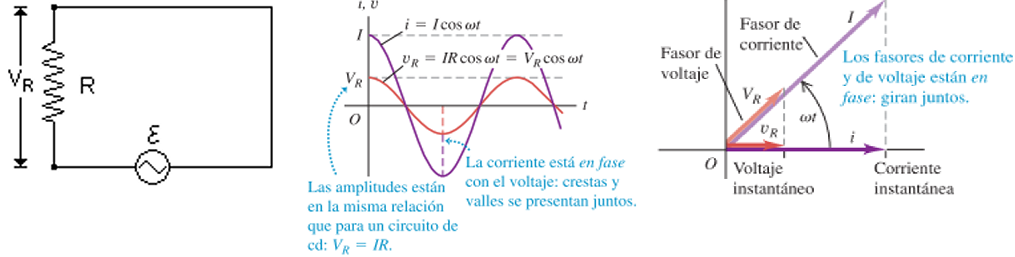 V_R
R
ε
i, v
i = I cos ωt
I
v_R = IR cos ωt = V_R cos ωt
V_R
O
t
Las amplitudes están
en la misma relación
que para un circuito de
cd: V_R = IR.
La corriente está en fase
con el voltaje: crestas y
valles se presentan juntos.
Fasor de
corriente
I
Fasor de
voltaje
Los fasores de corriente
y de voltaje están en
fase: giran juntos.
V_R
ωt
v_R
i
O
Voltaje
instantáneo
Corriente
instantánea